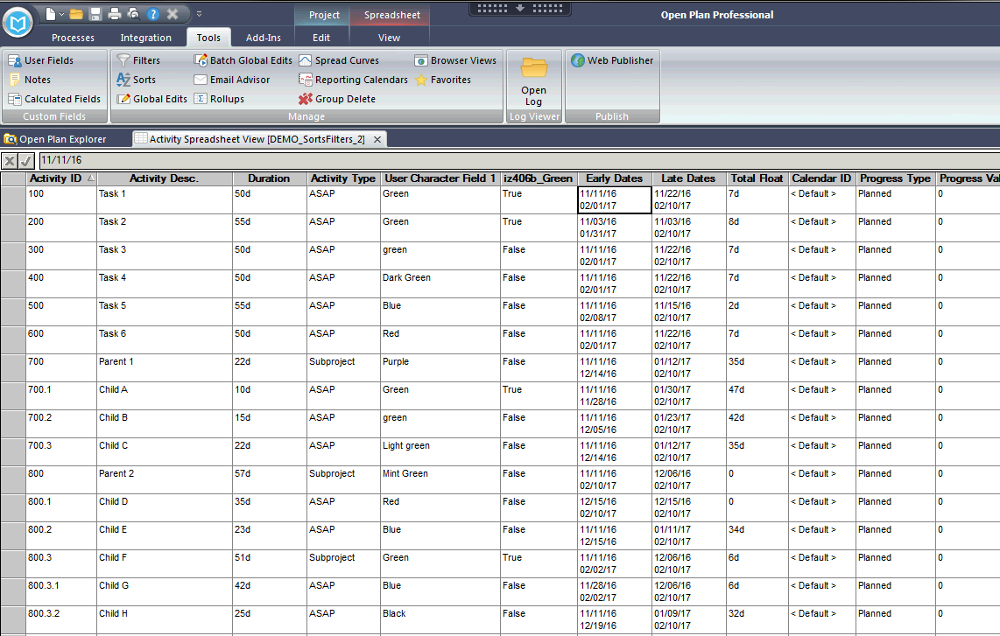 Project Spreadsheet Open Plan Professional
Processes Integration Tools Add-Ins Edit View
User Fields Filters Batch Global Edits Spread Curves Browser Views Web Publisher
Notes Sorts Email Advisor Reporting Calendars Favorites Open
Calculated Fields Global Edits Rollups Group Delete Log
Custom Fields Manage Log Viewer Publish
Open Plan Explorer Activity Spreadsheet View [DEMO_SortsFilters_2]
11/11/16
Activity ID Activity Desc. Duration Activity Type User Character Field 1 iz406b_Green Early Dates Late Dates Total Float Calendar ID Progress Type Progress Val
100 Task 1 50d ASAP Green True 11/11/16 11/22/16 7d < Default > Planned 0
02/01/17 02/10/17
200 Task 2 55d ASAP Green True 11/03/16 11/03/16 8d < Default > Planned 0
01/31/17 02/10/17
300 Task 3 50d ASAP green False 11/11/16 11/22/16 7d < Default > Planned 0
02/01/17 02/10/17
400 Task 4 50d ASAP Dark Green False 11/11/16 11/22/16 7d < Default > Planned 0
02/01/17 02/10/17
500 Task 5 55d ASAP Blue False 11/11/16 11/15/16 2d < Default > Planned 0
02/08/17 02/10/17
600 Task 6 50d ASAP Red False 11/11/16 11/22/16 7d < Default > Planned 0
02/01/17 02/10/17
700 Parent 1 22d Subproject Purple False 11/11/16 01/12/17 35d < Default > Planned 0
12/14/16 02/10/17
700.1 Child A 10d ASAP Green True 11/11/16 01/30/17 47d < Default > Planned 0
11/28/16 02/10/17
700.2 Child B 15d ASAP green False 11/11/16 01/23/17 42d < Default > Planned 0
12/05/16 02/10/17
700.3 Child C 22d ASAP Light green False 11/11/16 01/12/17 35d < Default > Planned 0
12/14/16 02/10/17
800 Parent 2 57d Subproject Mint Green False 11/11/16 12/06/16 0 < Default > Planned 0
02/10/17 02/10/17
800.1 Child D 35d ASAP Red False 12/15/16 12/15/16 0 < Default > Planned 0
02/10/17 02/10/17
800.2 Child E 23d ASAP Blue False 11/11/16 01/11/17 34d < Default > Planned 0
12/15/16 02/10/17
800.3 Child F 51d Subproject Green True 11/11/16 12/06/16 6d < Default > Planned 0
02/02/17 02/10/17
800.3.1 Child G 42d ASAP Blue False 11/28/16 12/06/16 6d < Default > Planned 0
02/02/17 02/10/17
800.3.2 Child H 25d ASAP Black False 11/11/16 01/09/17 32d < Default > Planned 0
12/19/16 02/10/17